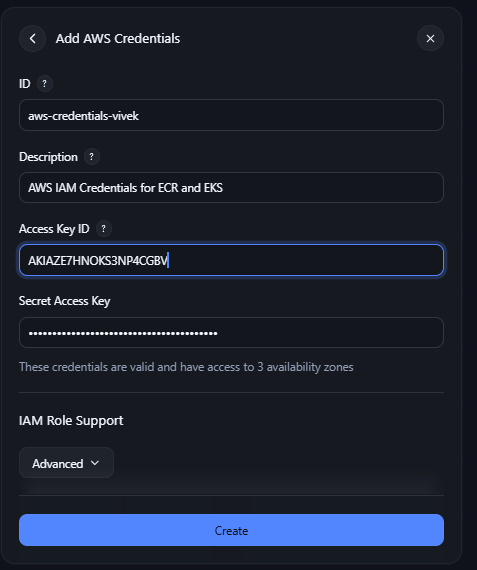 Add AWS Credentials
ID ?
aws-credentials-vivek
Description ?
AWS IAM Credentials for ECR and EKS
Access Key ID ?
AKIAZE7HNOKS3NP4CGBV
Secret Access Key
••••••••••••••••••••••••••••••••••••••••
These credentials are valid and have access to 3 availability zones
IAM Role Support
Advanced
Create